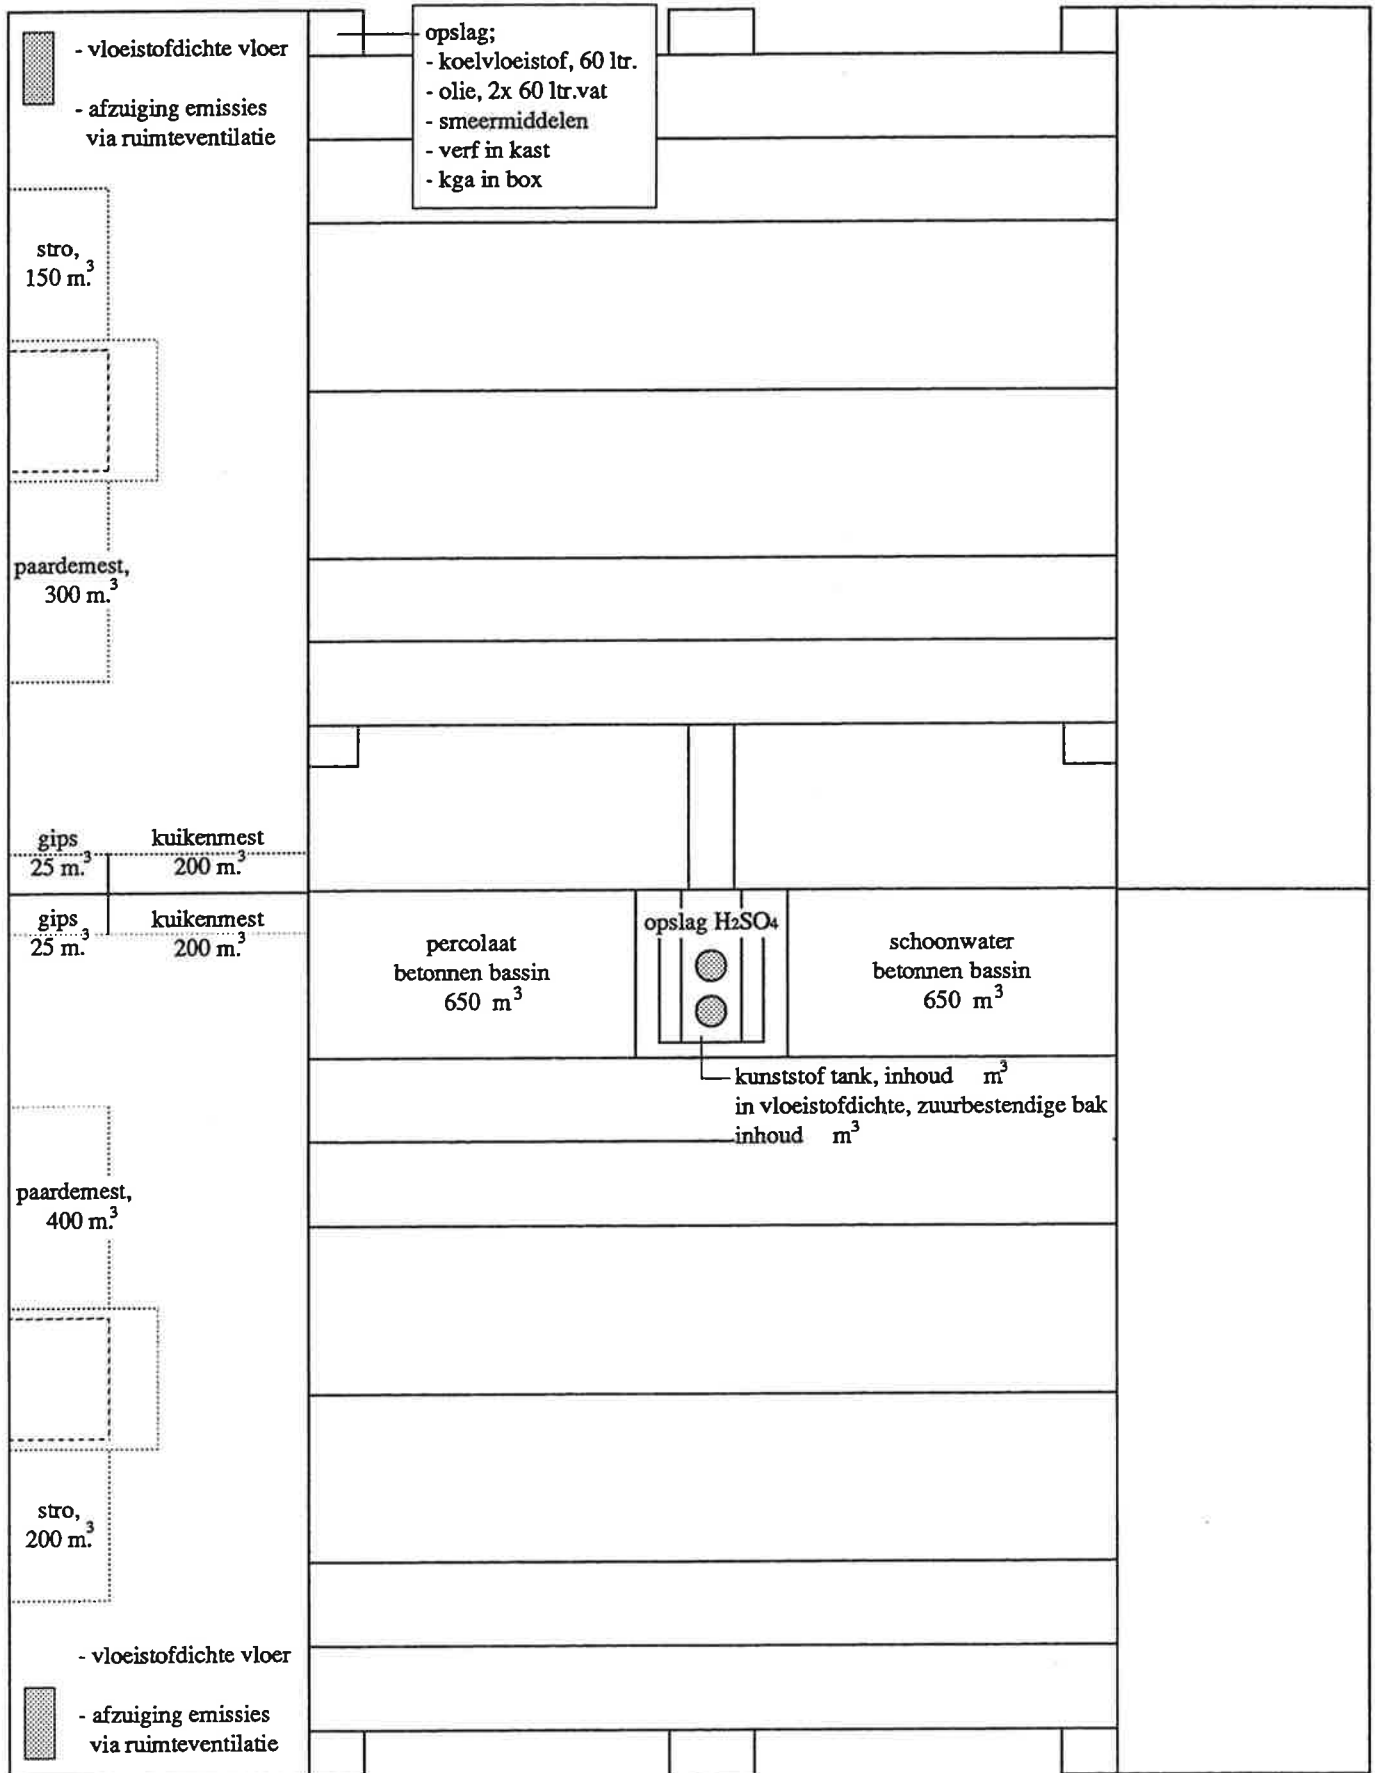 - vloeistofdichte vloer
- afzuiging emissies
via ruimteventilatie
opslag;
- koelvloeistof, 60 ltr.
- olie, 2x 60 ltr.vat
- smeermiddelen
- verf in kast
- kga in box
stro,
150 m.³
paardemest,
300 m.³
gips
25 m.³
kuikenmest
200 m.³
gips
25 m.³
kuikenmest
200 m.³
percolaat
betonnen bassin
650 m³
opslag H₂SO₄
schoonwater
betonnen bassin
650 m³
kunststof tank, inhoud m³
in vloeistofdichte, zuurbestendige bak
inhoud m³
paardemest,
400 m.³
stro,
200 m.³
- vloeistofdichte vloer
- afzuiging emissies
via ruimteventilatie